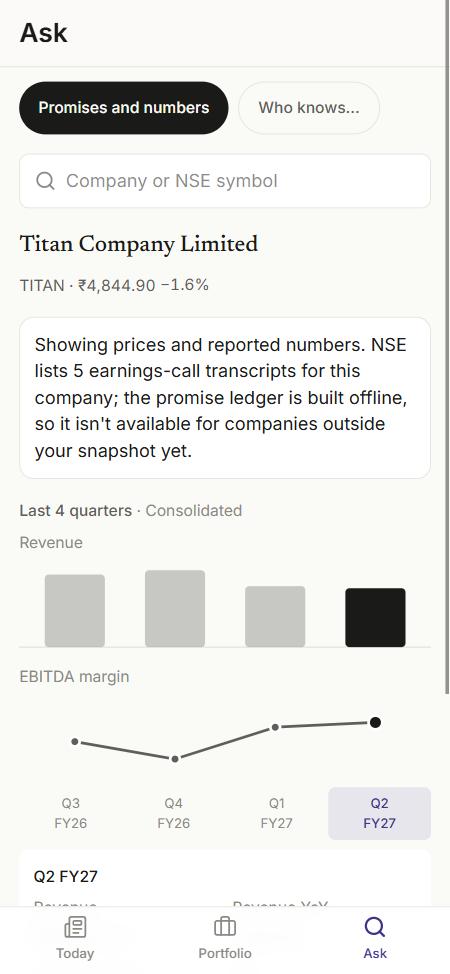 Ask
Promises and numbers
Who knows...
Company or NSE symbol
Titan Company Limited
TITAN · ₹4,844.90 −1.6%
Showing prices and reported numbers. NSE
lists 5 earnings-call transcripts for this
company; the promise ledger is built offline,
so it isn't available for companies outside
your snapshot yet.
Last 4 quarters · Consolidated
Revenue
EBITDA margin
Q3 Q4 Q1 Q2
FY26 FY26 FY27 FY27
Q2 FY27
Revenue Revenue YoY
Today Portfolio Ask